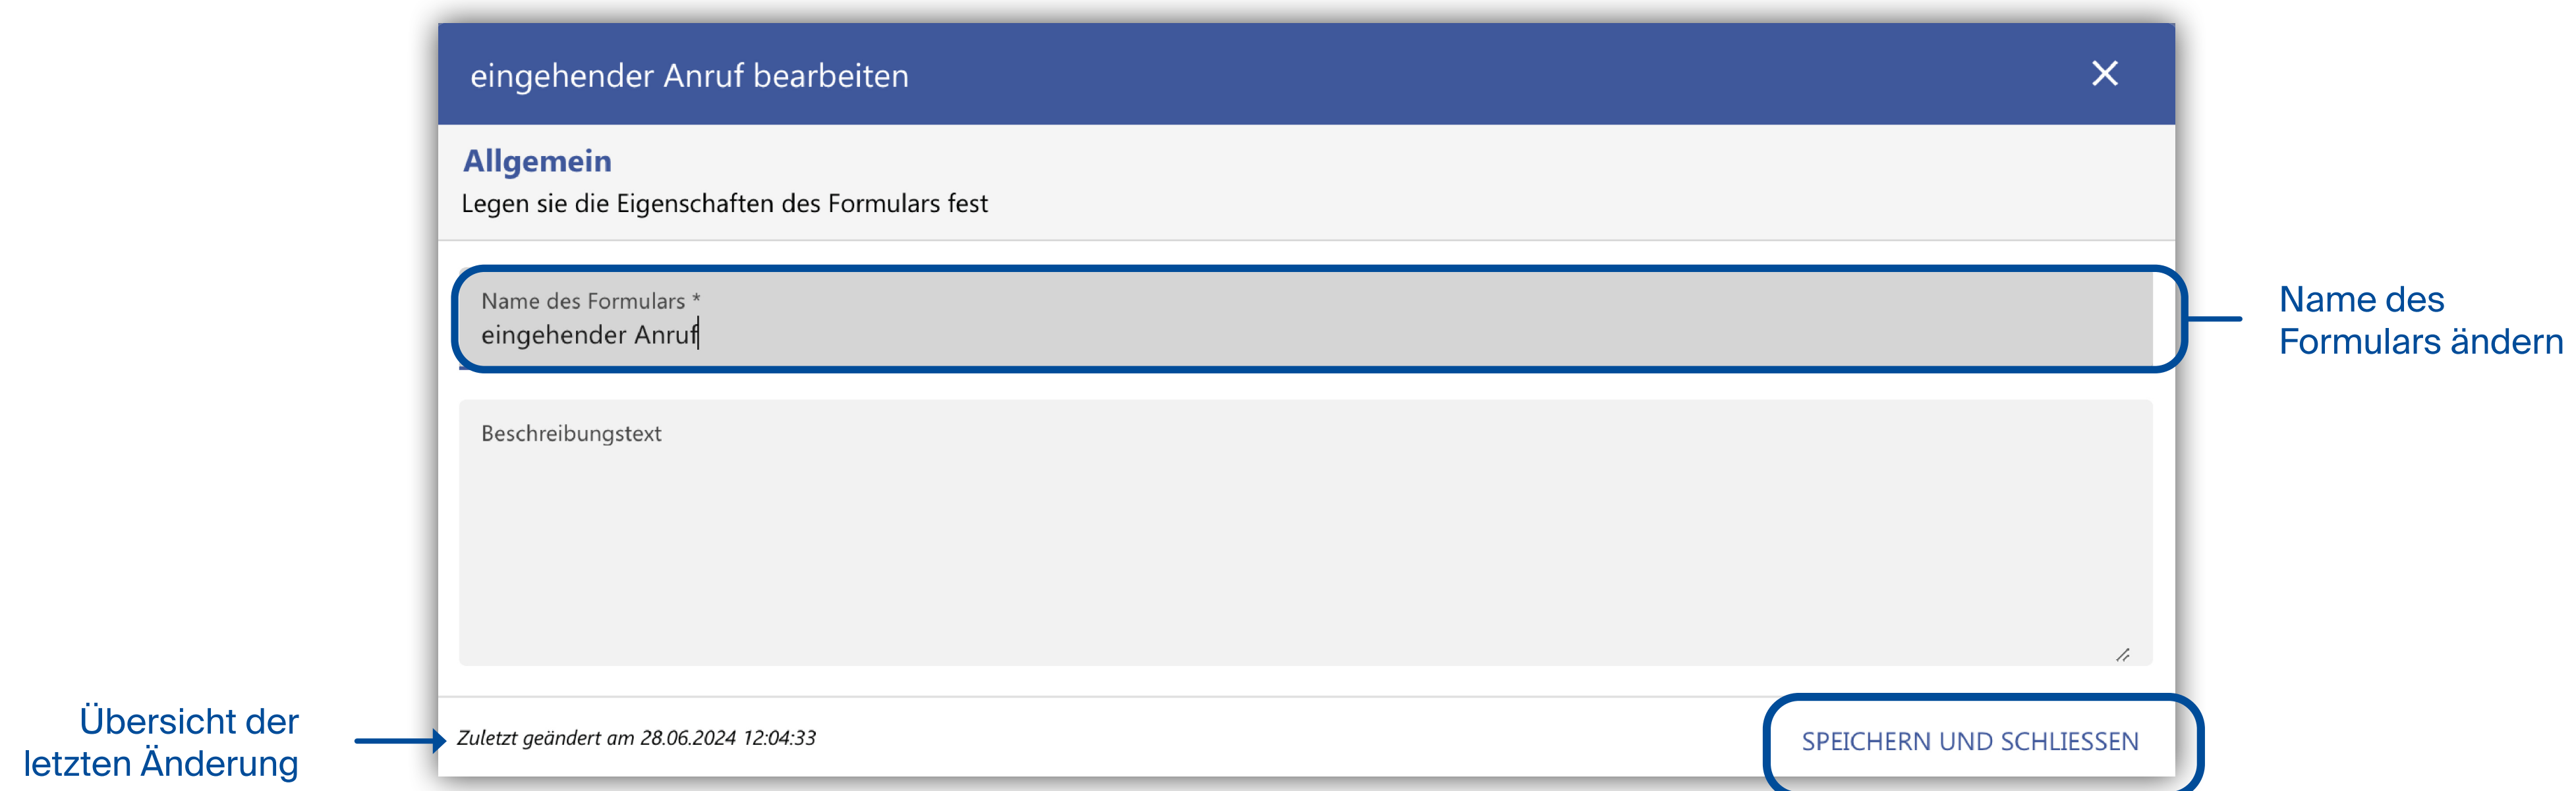 eingehender Anruf bearbeiten
Allgemein
Legen sie die Eigenschaften des Formulars fest
Name des Formulars *
eingehender Anruf
Name des
Formulars ändern
Beschreibungstext
Übersicht der
letzten Änderung
Zuletzt geändert am 28.06.2024 12:04:33
SPEICHERN UND SCHLIESSEN